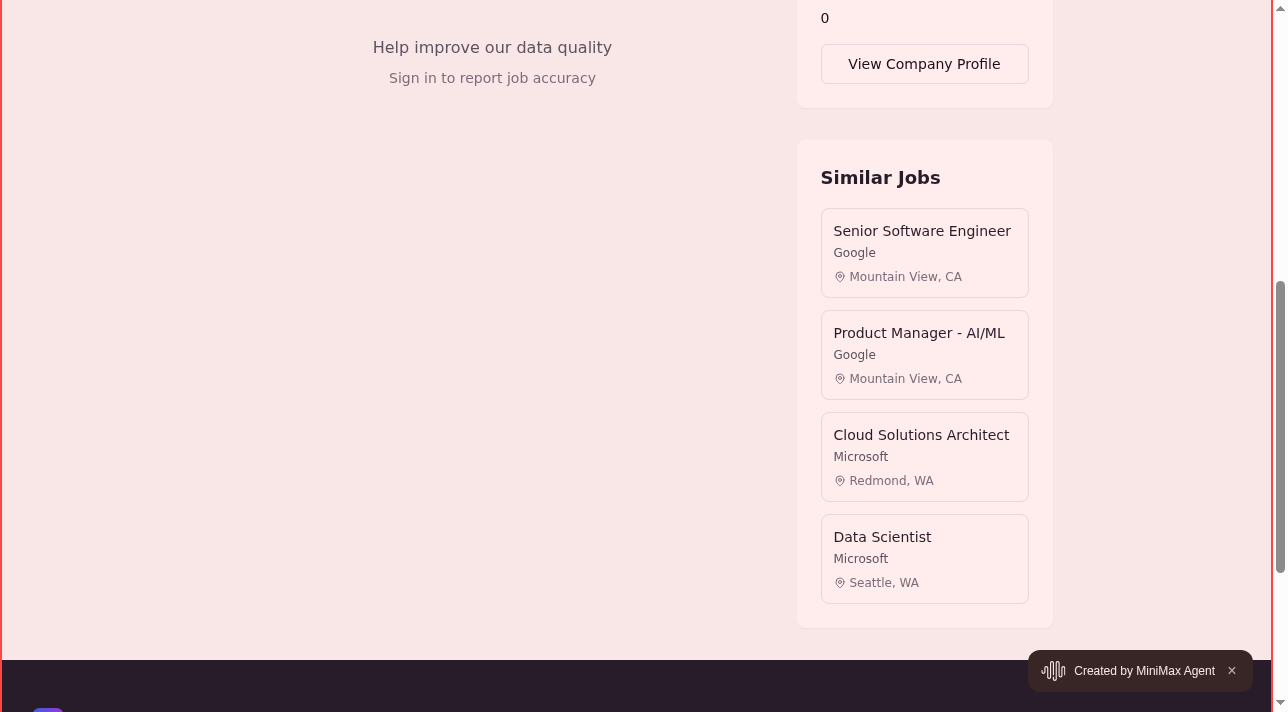 0
Help improve our data quality
Sign in to report job accuracy
View Company Profile
Similar Jobs
Senior Software Engineer
Google
Mountain View, CA
Product Manager - AI/ML
Google
Mountain View, CA
Cloud Solutions Architect
Microsoft
Redmond, WA
Data Scientist
Microsoft
Seattle, WA
Created by MiniMax Agent ×